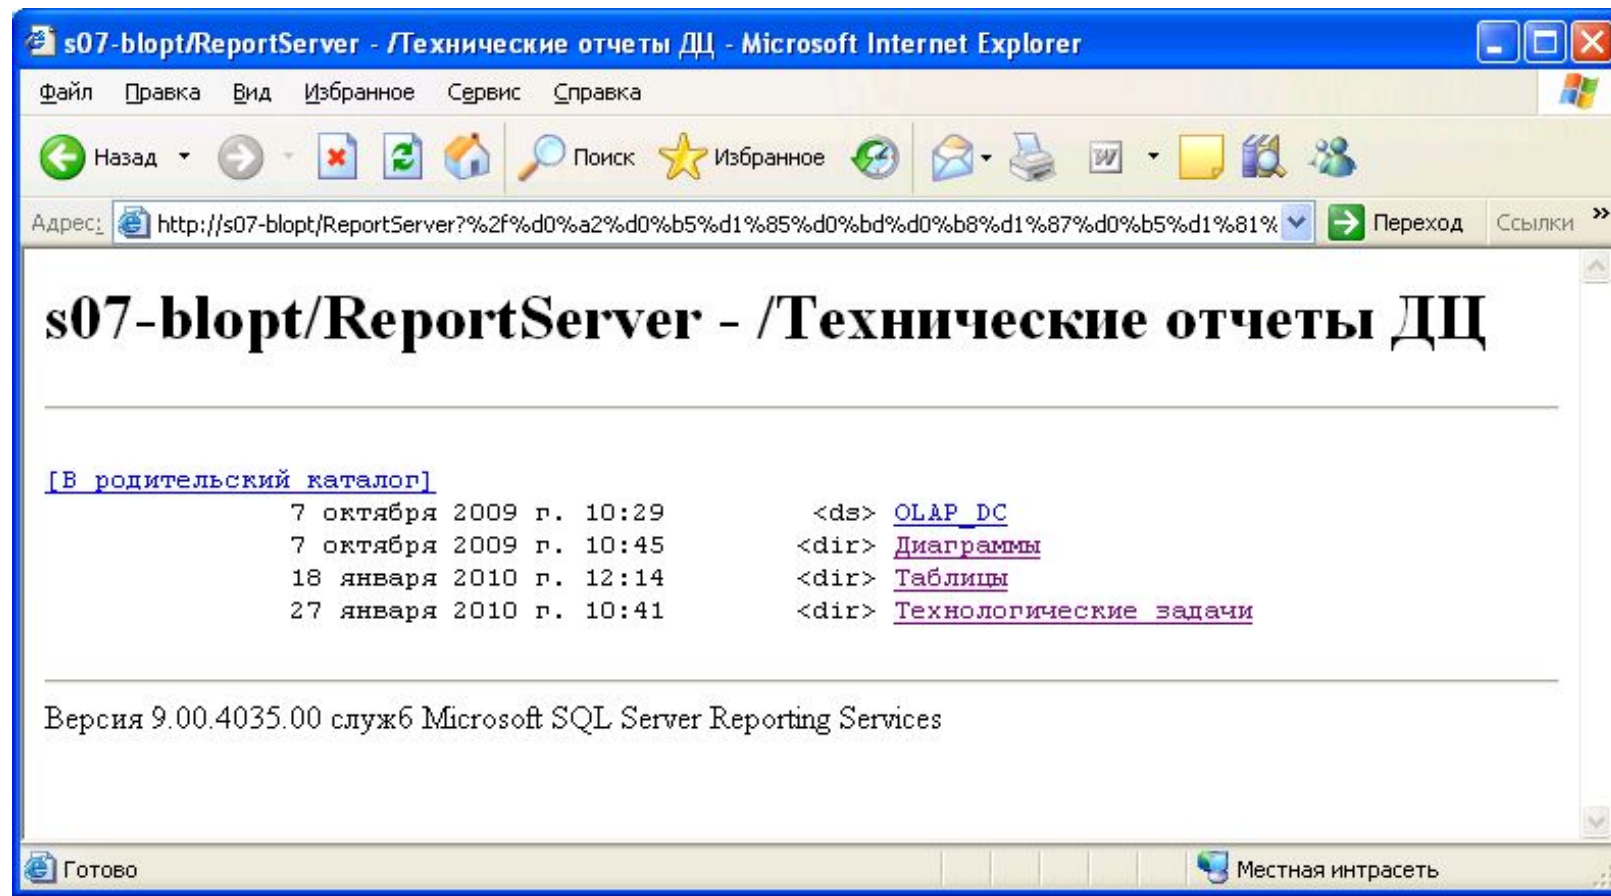 s07-blopt/ReportServer - /Технические отчеты ДЦ - Microsoft Internet Explorer
Файл Правка Вид Избранное Сервис Справка
Назад Поиск Избранное
Адрес: http://s07-blopt/ReportServer?%2f%d0%a2%d0%b5%d1%85%d0%bd%d0%b8%d1%87%d0%b5%d1%81% Переход Ссылки »
s07-blopt/ReportServer - /Технические отчеты ДЦ
[В родительский каталог]
7 октября 2009 г. 10:29 <ds> OLAP_DC
7 октября 2009 г. 10:45 <dir> Диаграммы
18 января 2010 г. 12:14 <dir> Таблицы
27 января 2010 г. 10:41 <dir> Технологические задачи
Версия 9.00.4035.00 служб Microsoft SQL Server Reporting Services
Готово Местная интрасеть